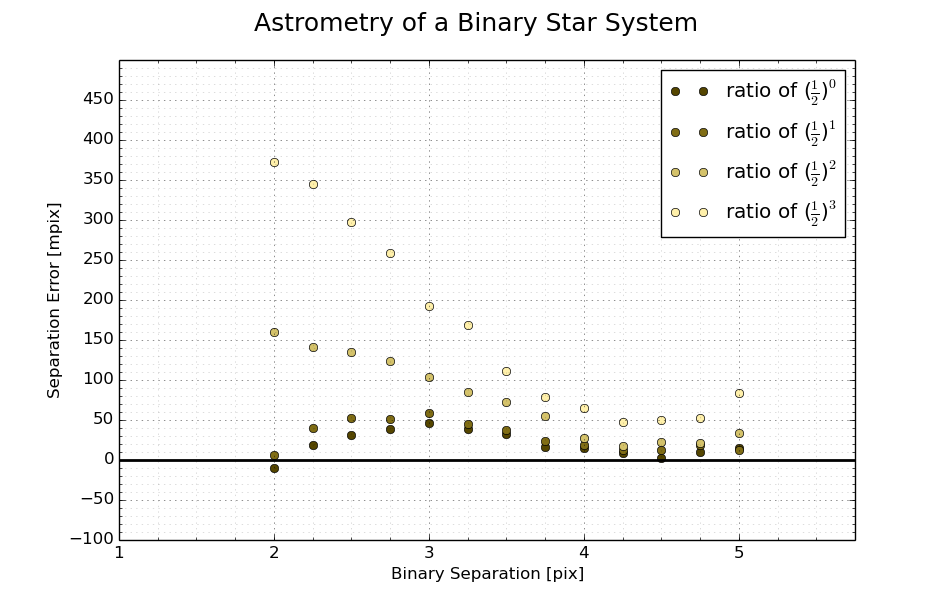 Astrometry of a Binary Star System
450
400
350
300
250
200
150
100
50
0
−50
−100
1 2 3 4 5
Separation Error [mpix]
Binary Separation [pix]
ratio of (1/2)^0
ratio of (1/2)^1
ratio of (1/2)^2
ratio of (1/2)^3